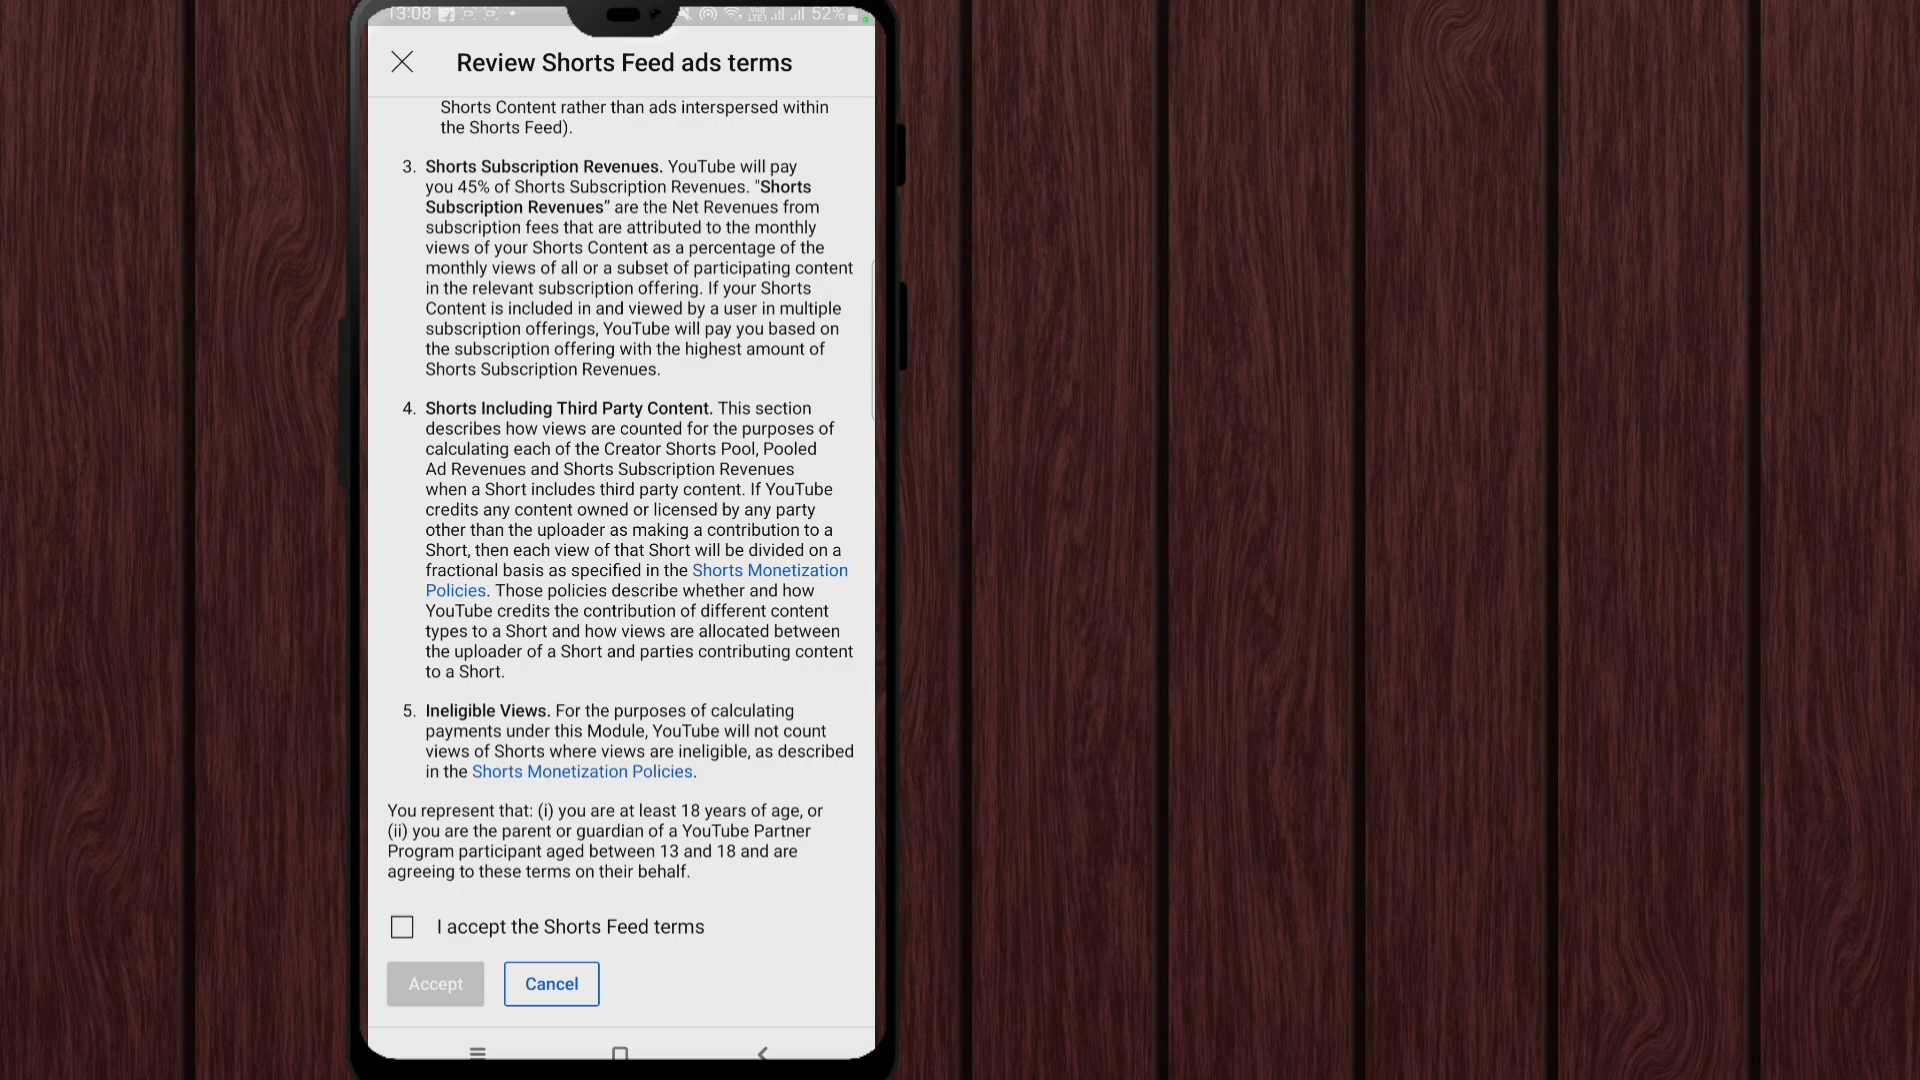 13:08
52%
Review Shorts Feed ads terms
Shorts Content rather than ads interspersed within
the Shorts Feed).
3. Shorts Subscription Revenues. YouTube will pay
you 45% of Shorts Subscription Revenues. "Shorts
Subscription Revenues” are the Net Revenues from
subscription fees that are attributed to the monthly
views of your Shorts Content as a percentage of the
monthly views of all or a subset of participating content
in the relevant subscription offering. If your Shorts
Content is included in and viewed by a user in multiple
subscription offerings, YouTube will pay you based on
the subscription offering with the highest amount of
Shorts Subscription Revenues.
4. Shorts Including Third Party Content. This section
describes how views are counted for the purposes of
calculating each of the Creator Shorts Pool, Pooled
Ad Revenues and Shorts Subscription Revenues
when a Short includes third party content. If YouTube
credits any content owned or licensed by any party
other than the uploader as making a contribution to a
Short, then each view of that Short will be divided on a
fractional basis as specified in the Shorts Monetization
Policies. Those policies describe whether and how
YouTube credits the contribution of different content
types to a Short and how views are allocated between
the uploader of a Short and parties contributing content
to a Short.
5. Ineligible Views. For the purposes of calculating
payments under this Module, YouTube will not count
views of Shorts where views are ineligible, as described
in the Shorts Monetization Policies.
You represent that: (i) you are at least 18 years of age, or
(ii) you are the parent or guardian of a YouTube Partner
Program participant aged between 13 and 18 and are
agreeing to these terms on their behalf.
I accept the Shorts Feed terms
Accept
Cancel